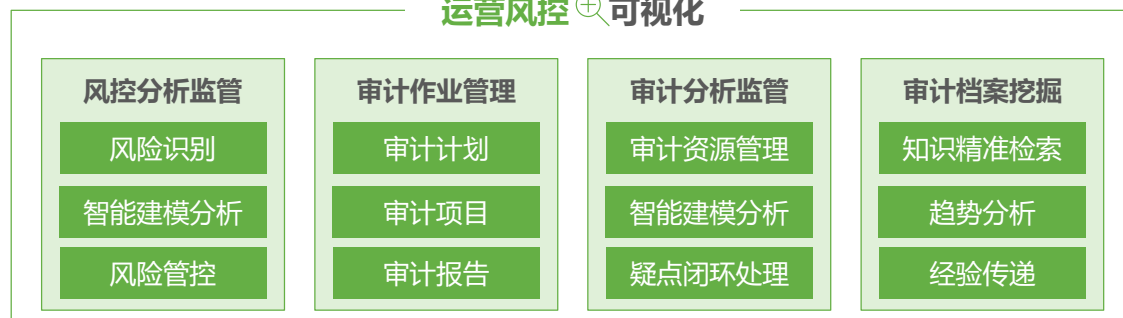 运营风控 可视化
风控分析监管
风险识别
智能建模分析
风险管控
审计作业管理
审计计划
审计项目
审计报告
审计分析监管
审计资源管理
智能建模分析
疑点闭环处理
审计档案挖掘
知识精准检索
趋势分析
经验传递